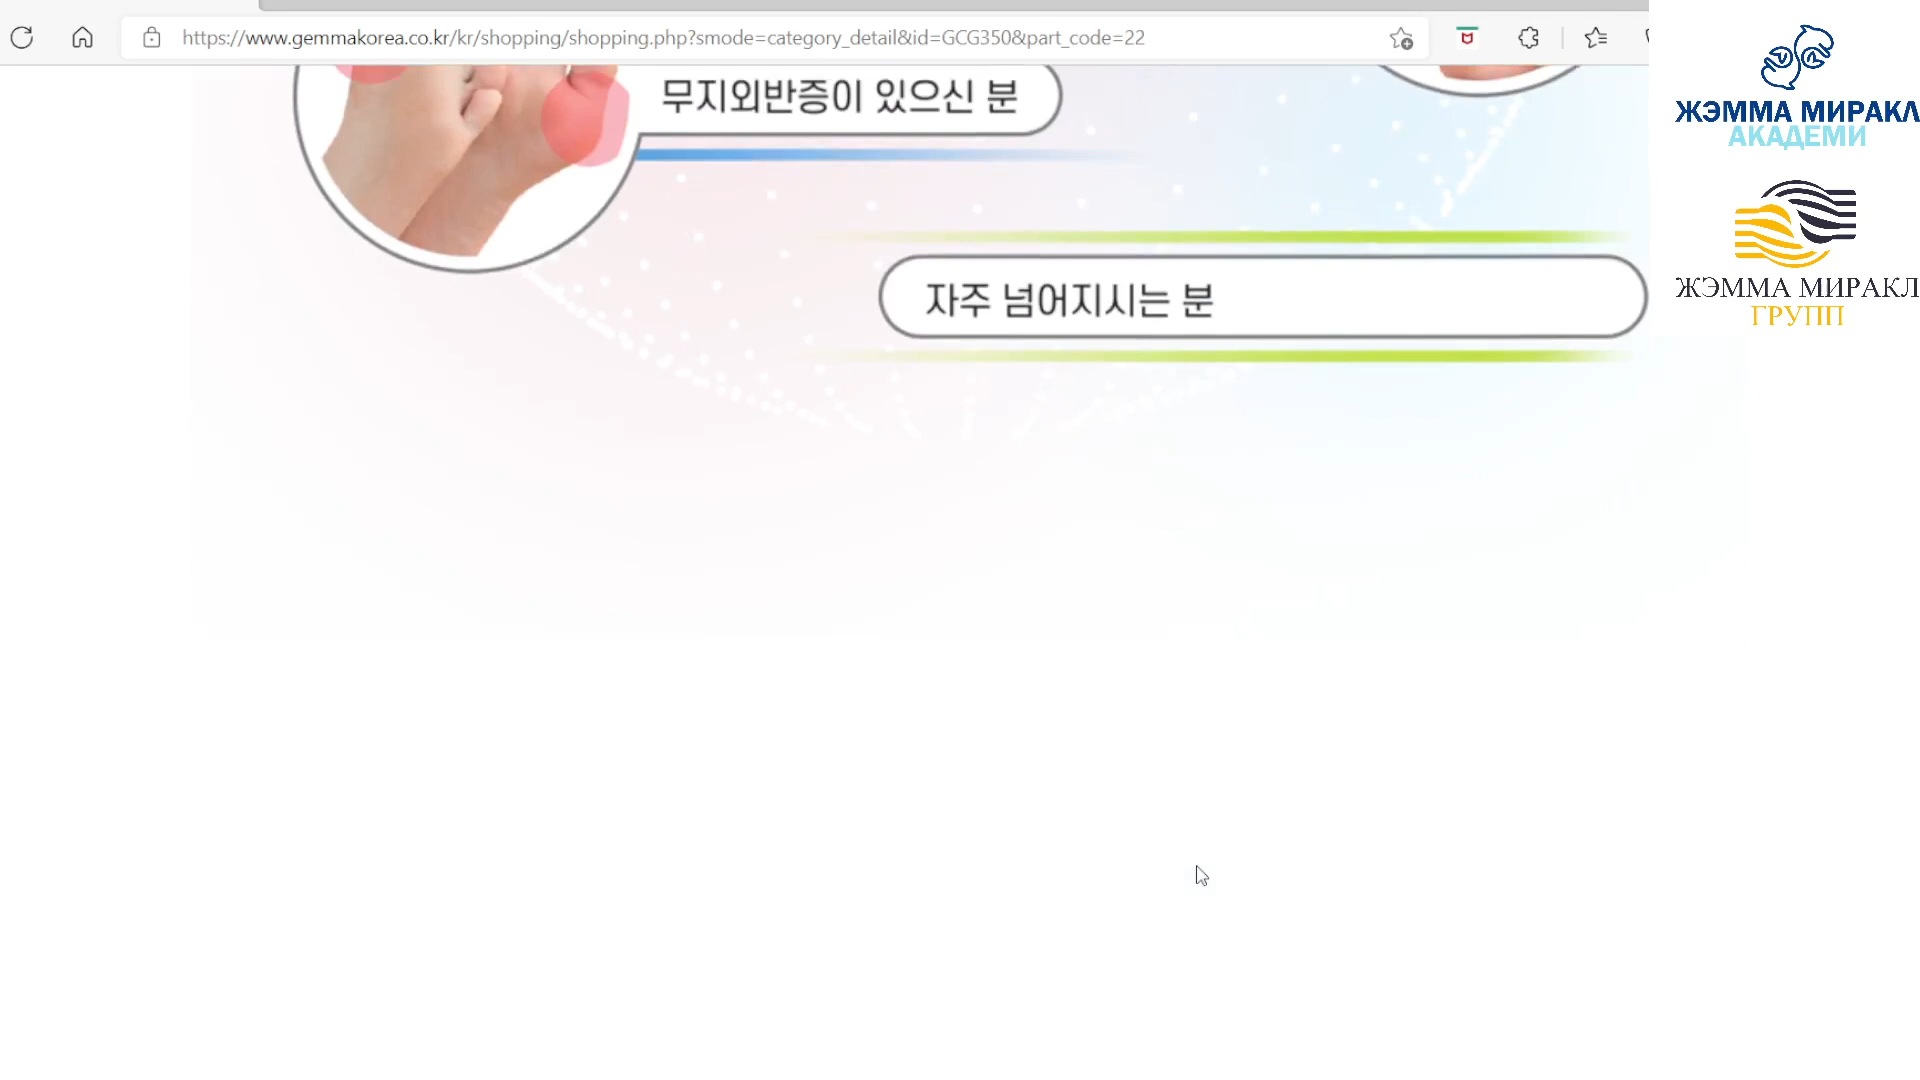 https://www.gemmakorea.co.kr/kr/shopping/shopping.php?smode=category_detail&id=GCG350&part_code=22
ЖЭММА МИРАКЛ
АКАДЕМИ
무지외반증이 있으신 분
자주 넘어지시는 분
ЖЭММА МИРАКЛ
ГРУПП